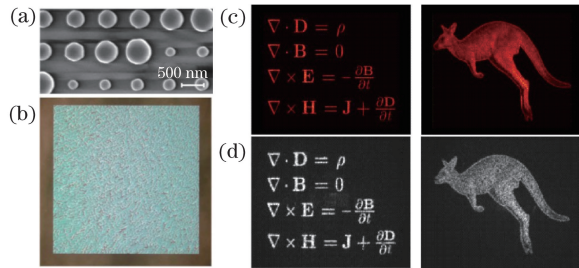 (a)
500 nm
(b)
(c)
∇ · D = ρ
∇ · B = 0
∇ × E = −∂B/∂t
∇ × H = J + ∂D/∂t
(d)
∇ · D = ρ
∇ · B = 0
∇ × E = −∂B/∂t
∇ × H = J + ∂D/∂t